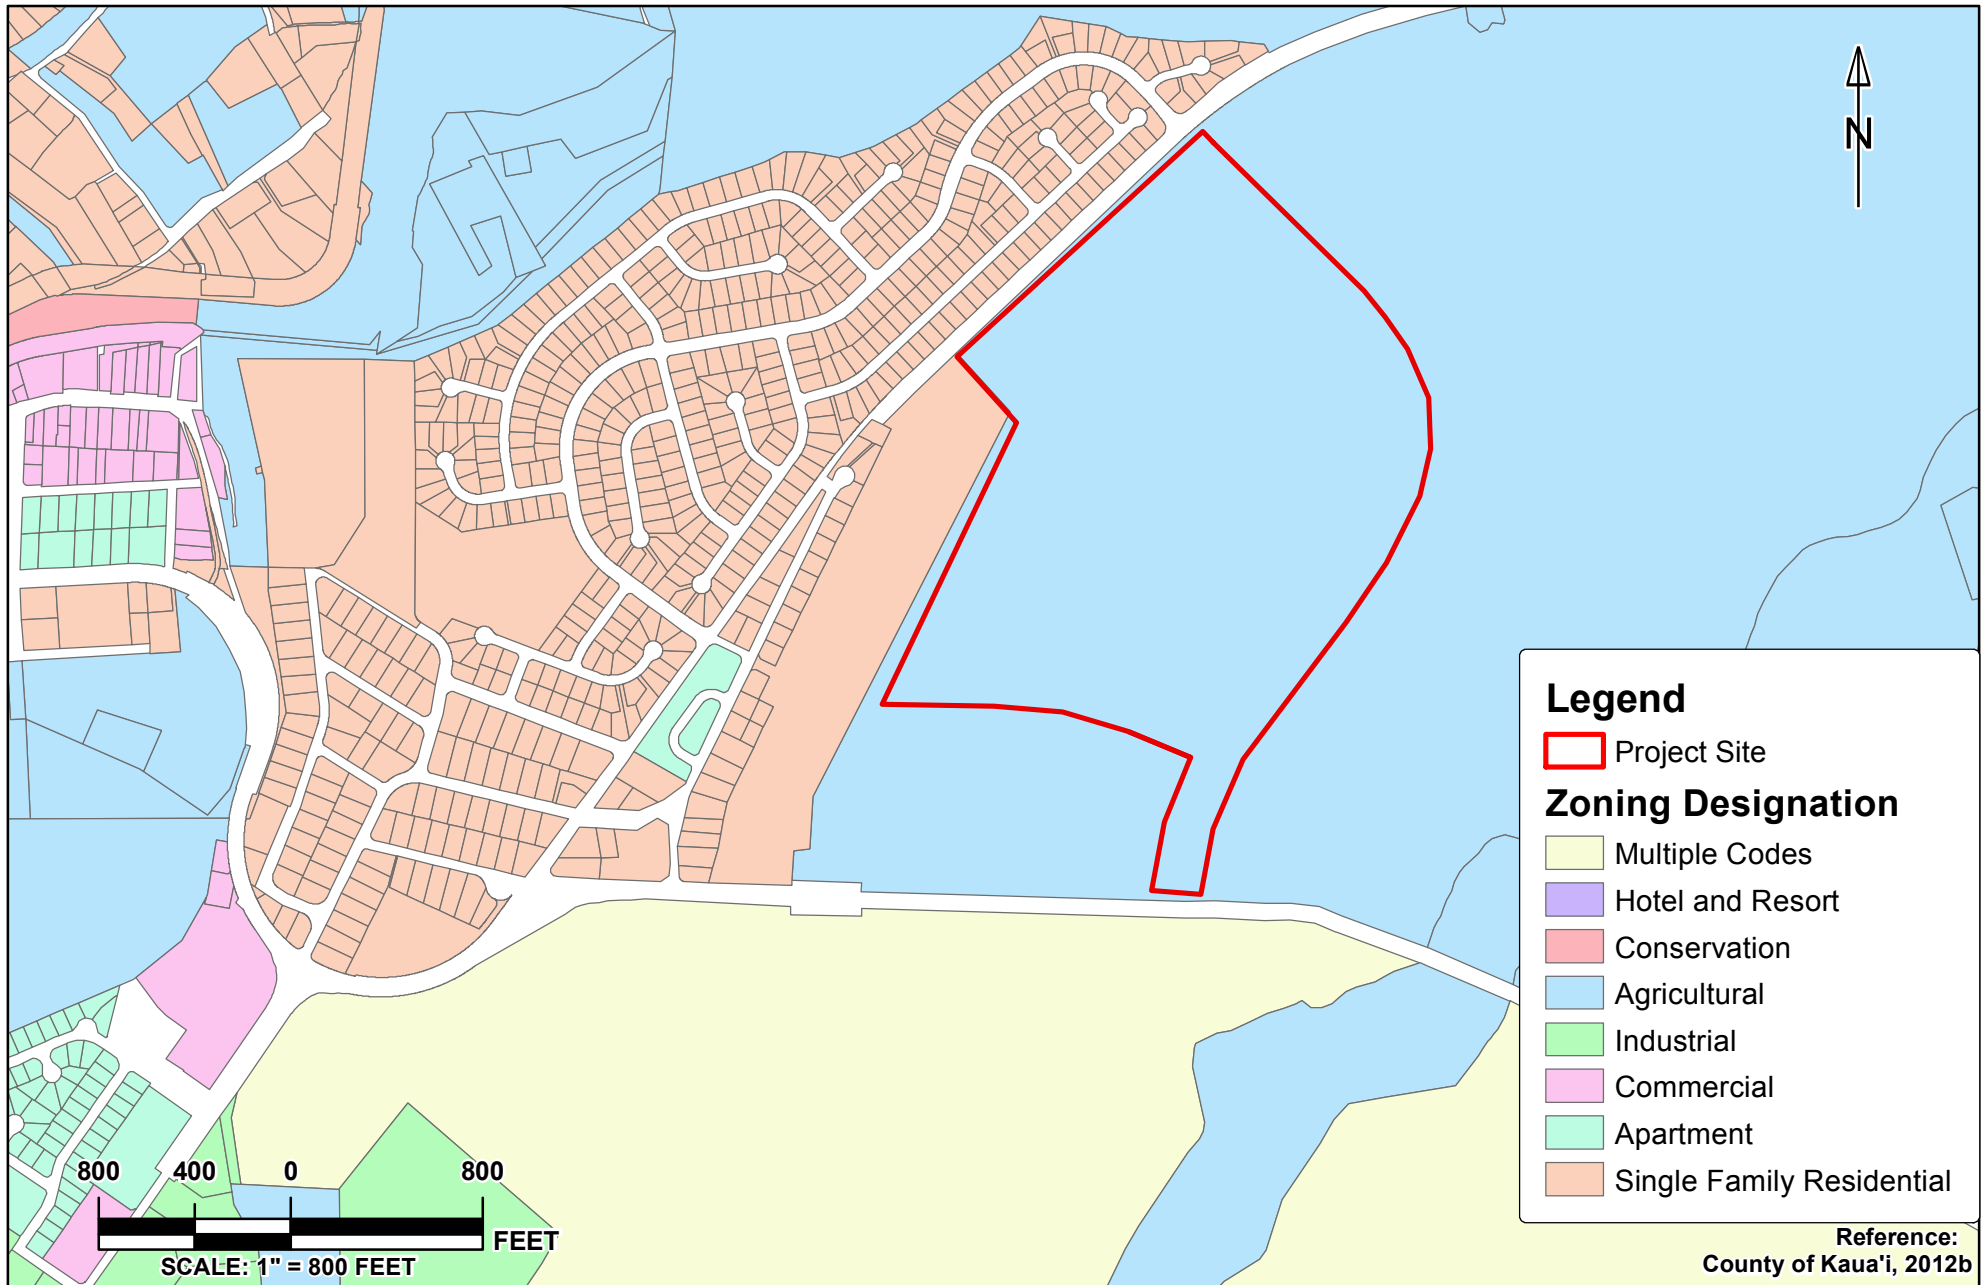 N
Legend
Project Site
Zoning Designation
Multiple Codes
Hotel and Resort
Conservation
Agricultural
Industrial
Commercial
Apartment
Single Family Residential
800 400 0 800
FEET
SCALE: 1" = 800 FEET
Reference:
County of Kaua'i, 2012b